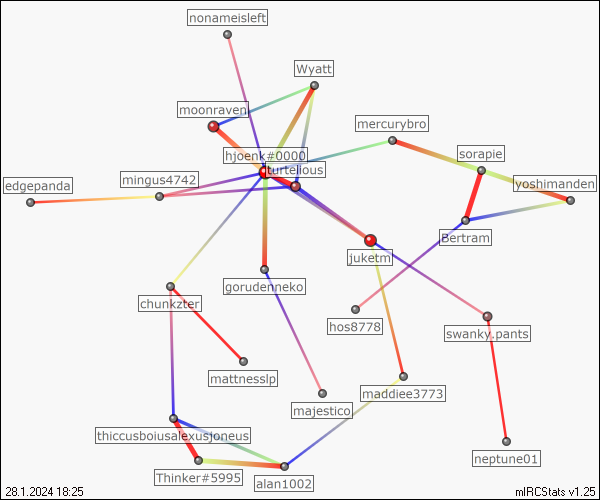 nonameisleft
Wyatt
moonraven
mercurybro
hjoenk#0000
sorapie
turtellous
edgepanda
mingus4742
yoshimanden
Bertram
juketm
gorudenneko
chunkzter
hos8778
swanky.pants
mattnesslp
maddiee3773
majestico
thiccusboiusalexusjoneus
neptune01
Thinker#5995
alan1002
28.1.2024 18:25
mIRCStats v1.25